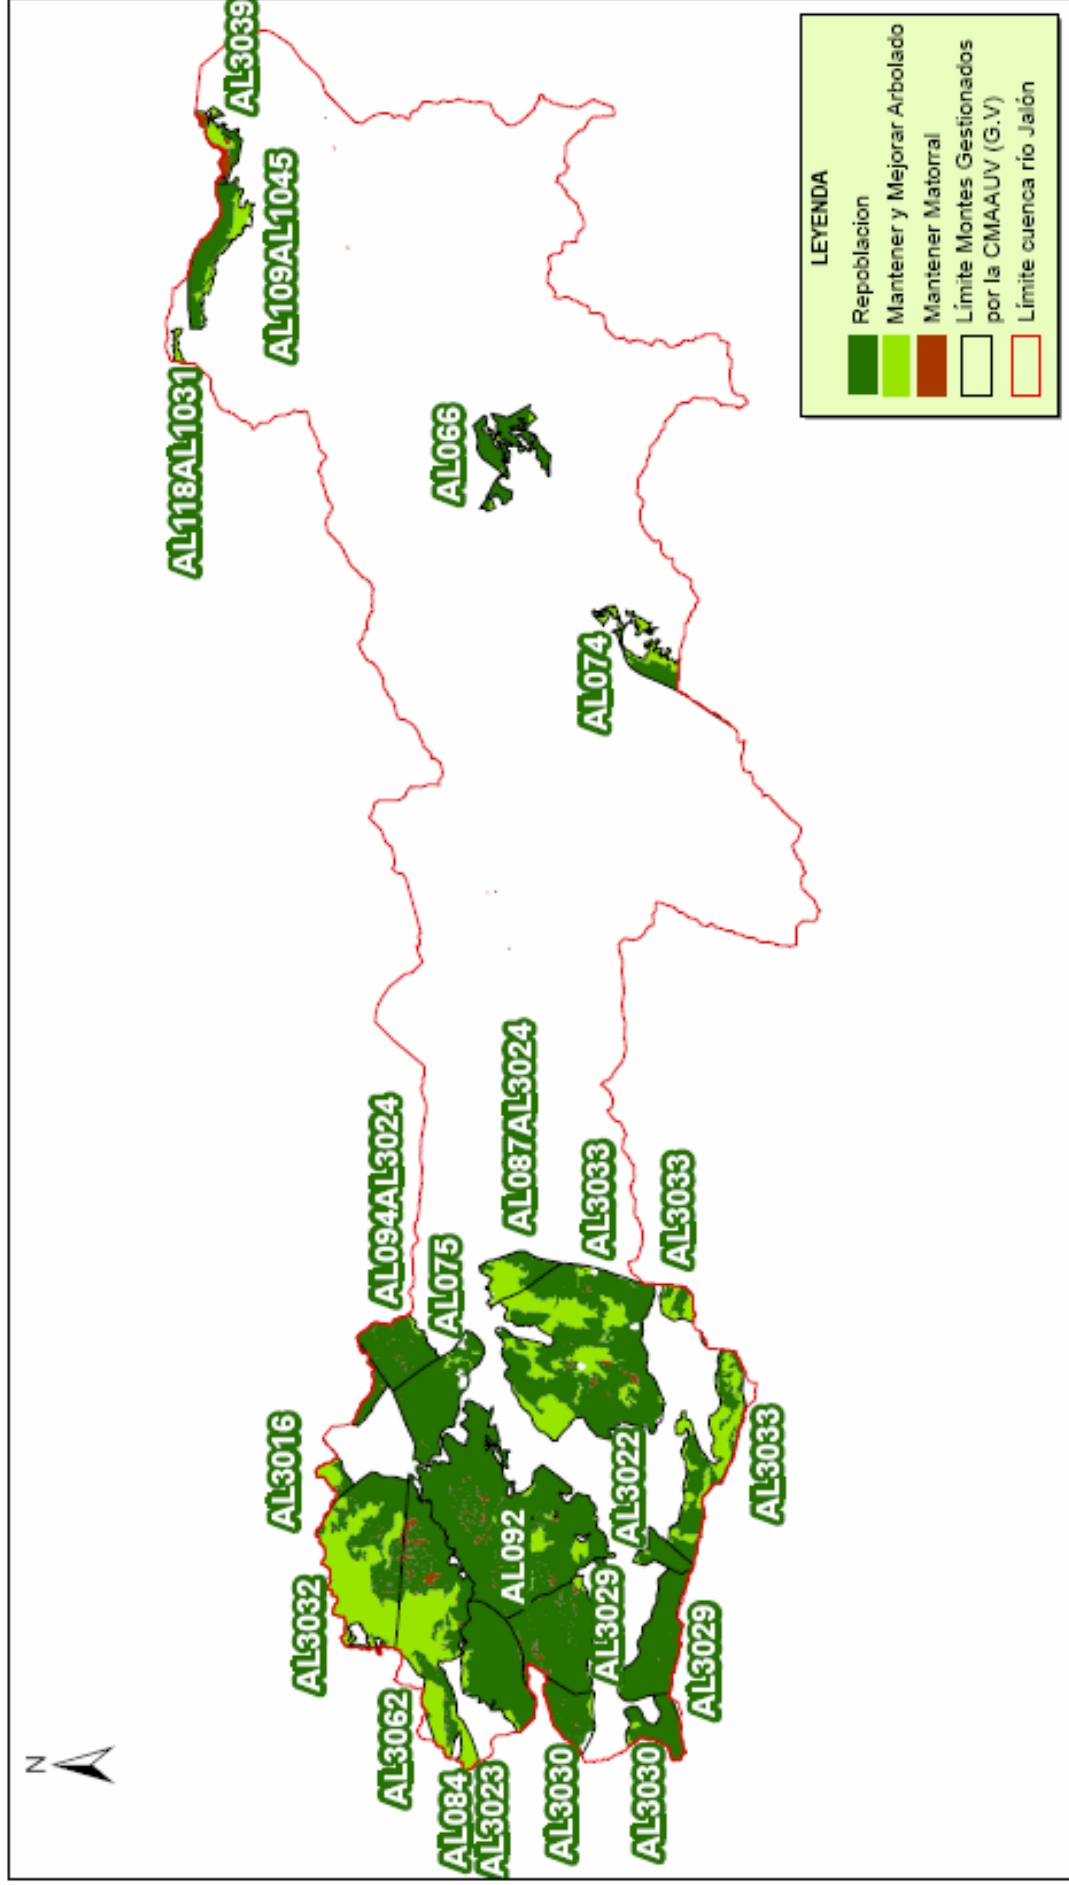 N
AL3062
AL3032
AL3016
AL094AL3024
AL118AL1031
AL109AL1045
AL3039
AL084
AL3023
AL075
AL066
AL092
AL087AL3024
AL3030
AL3029
AL3022
AL3033
AL074
AL3030
AL3029
AL3033
AL3033
LEYENDA
Repoblacion
Mantener y Mejorar Arbolado
Mantener Matorral
Límite Montes Gestionados
por la CMAAUV (G.V)
Límite cuenca río Jalón